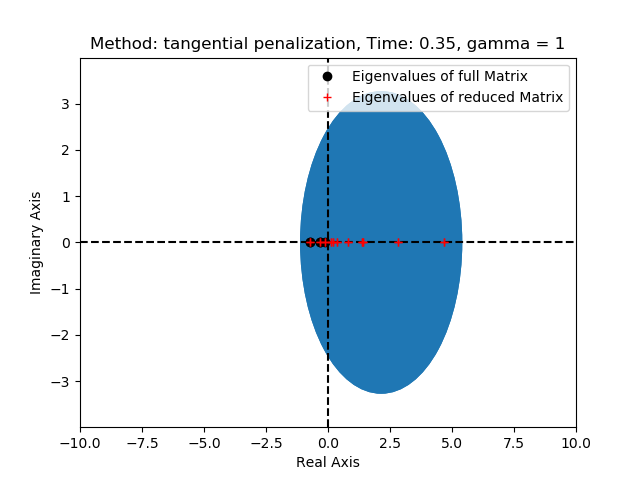 Method: tangential penalization, Time: 0.35, gamma = 1
Eigenvalues of full Matrix
Eigenvalues of reduced Matrix
3
2
1
0
−1
−2
−3
Imaginary Axis
−10.0 −7.5 −5.0 −2.5 0.0 2.5 5.0 7.5 10.0
Real Axis